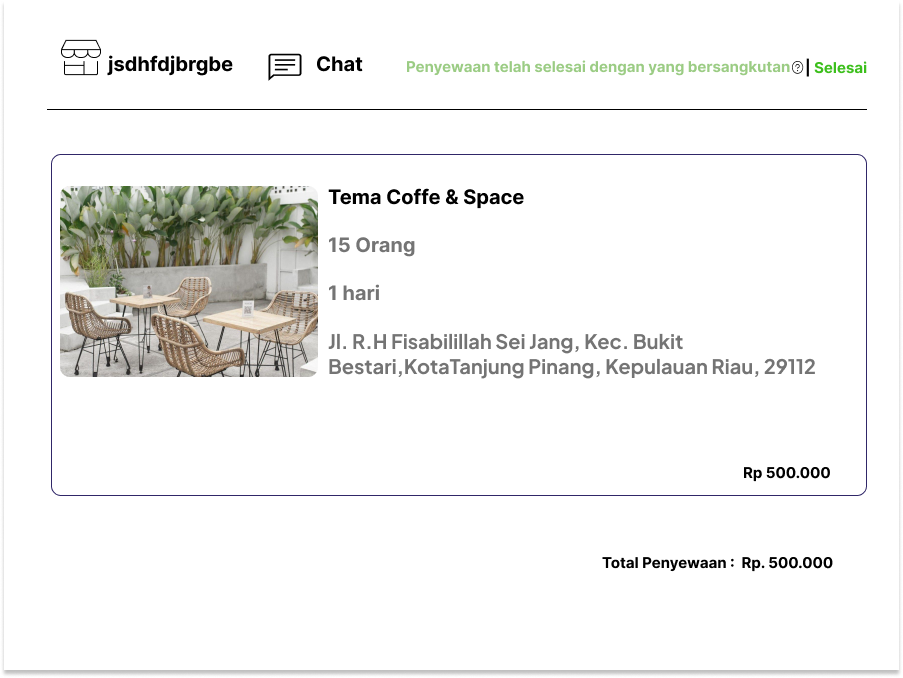 jsdhfdjbrgbe Chat Penyewaan telah selesai dengan yang bersangkutan ? | Selesai
Tema Coffe & Space
15 Orang
1 hari
Jl. R.H Fisabilillah Sei Jang, Kec. Bukit
Bestari,KotaTanjung Pinang, Kepulauan Riau, 29112
Rp 500.000
Total Penyewaan : Rp. 500.000